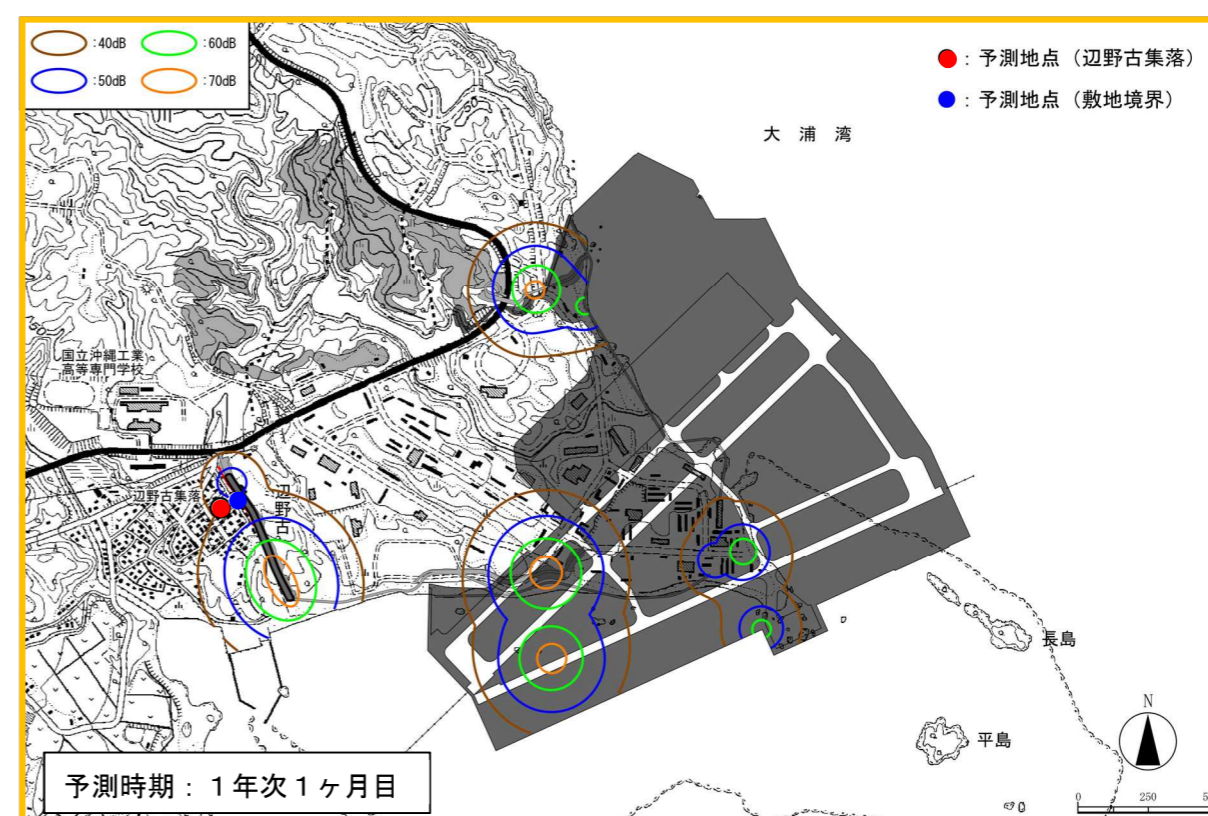 :40dB :60dB
:50dB :70dB
: 予測地点（辺野古集落）
: 予測地点（敷地境界）
大 浦 湾
国立沖縄工業
高等専門学校
辺野古集落
辺野古
長島
平島
N
0 250
予測時期：１年次１ヶ月目